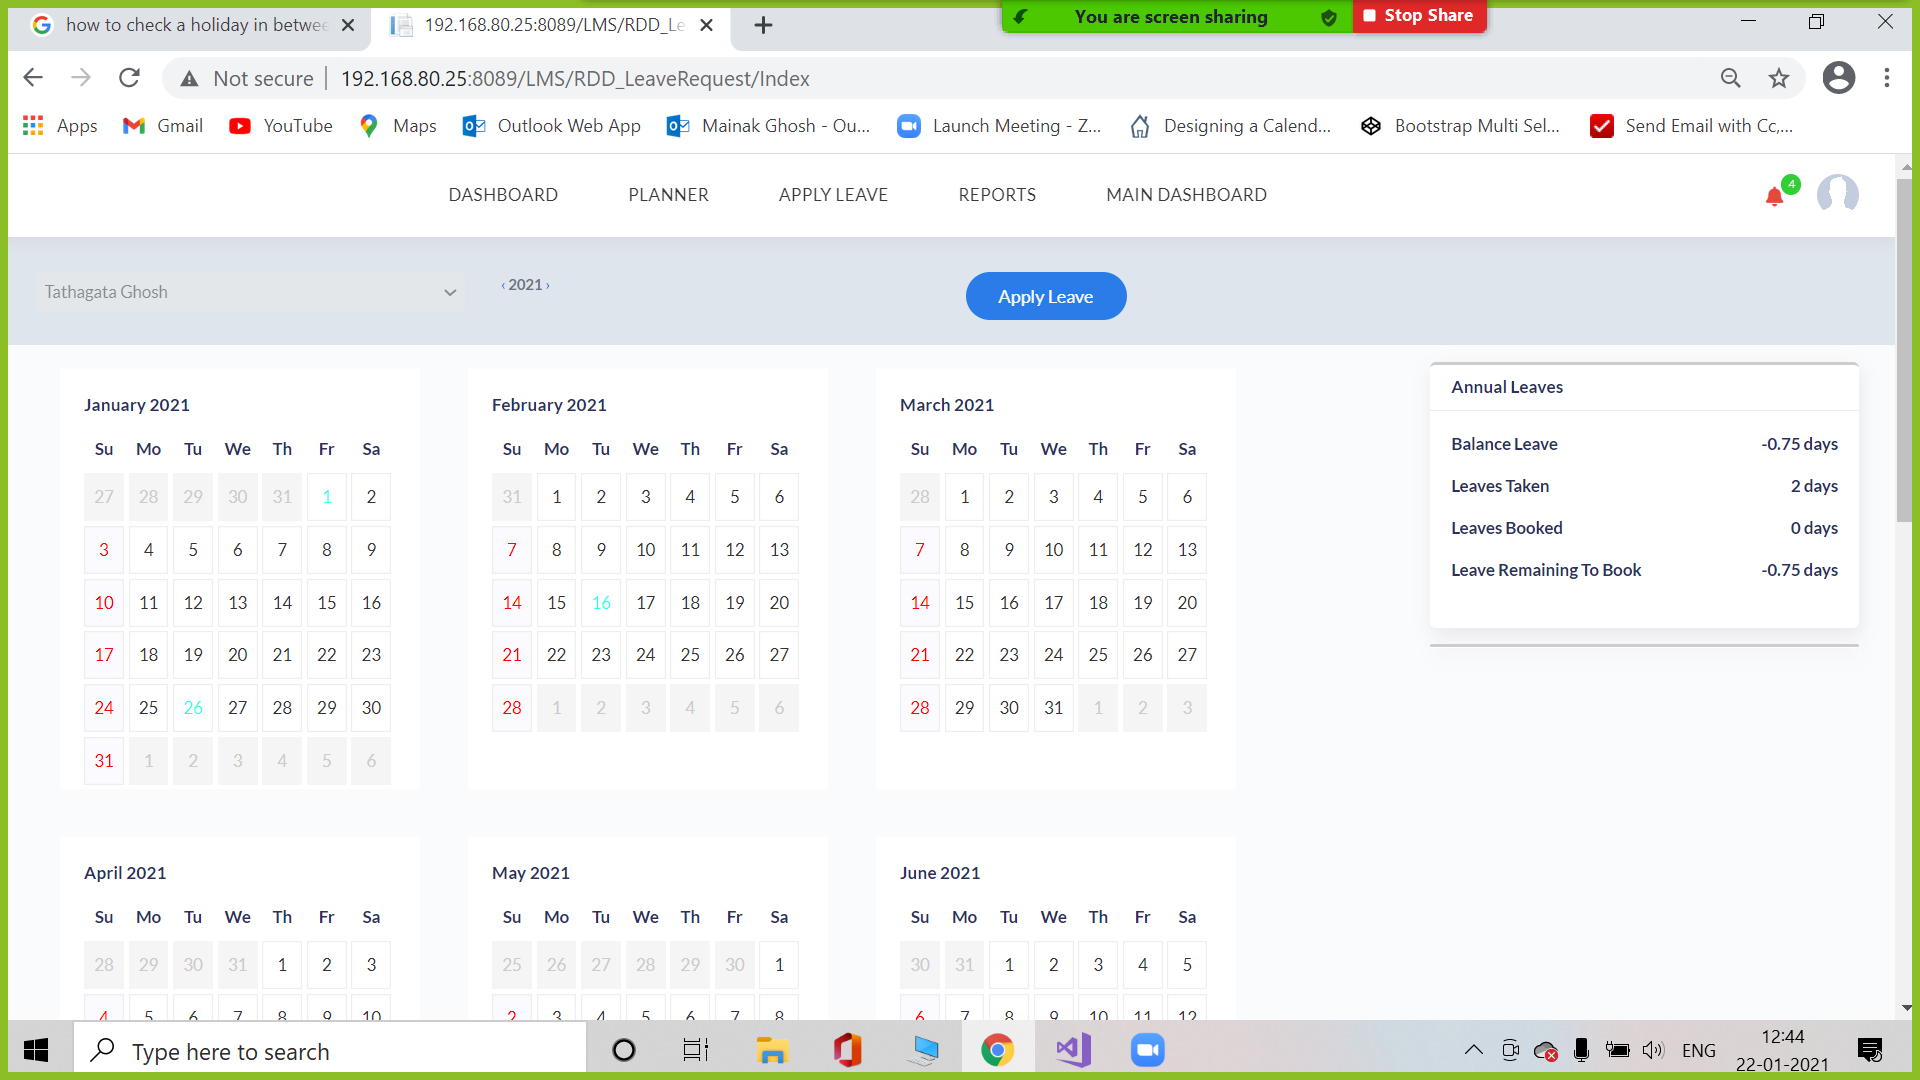 You are screen sharing
Stop Share
how to check a holiday in betwee
192.168.80.25:8089/LMS/RDD_Le
Not secure
192.168.80.25:8089/LMS/RDD_LeaveRequest/Index
Apps
Gmail
YouTube
Maps
Outlook Web App
Mainak Ghosh - Ou...
Launch Meeting - Z...
Designing a Calend...
Bootstrap Multi Sel...
Send Email with Cc,...
DASHBOARD
PLANNER
APPLY LEAVE
REPORTS
MAIN DASHBOARD
4
Tathagata Ghosh
‹ 2021 ›
Apply Leave
January 2021
Su Mo Tu We Th Fr Sa
27 28 29 30 31 1 2
3 4 5 6 7 8 9
10 11 12 13 14 15 16
17 18 19 20 21 22 23
24 25 26 27 28 29 30
31 1 2 3 4 5 6
February 2021
Su Mo Tu We Th Fr Sa
31 1 2 3 4 5 6
7 8 9 10 11 12 13
14 15 16 17 18 19 20
21 22 23 24 25 26 27
28 1 2 3 4 5 6
March 2021
Su Mo Tu We Th Fr Sa
28 1 2 3 4 5 6
7 8 9 10 11 12 13
14 15 16 17 18 19 20
21 22 23 24 25 26 27
28 29 30 31 1 2 3
Annual Leaves
Balance Leave -0.75 days
Leaves Taken 2 days
Leaves Booked 0 days
Leave Remaining To Book -0.75 days
April 2021
Su Mo Tu We Th Fr Sa
28 29 30 31 1 2 3
4 5 6 7 8 9 10
May 2021
Su Mo Tu We Th Fr Sa
25 26 27 28 29 30 1
2 3 4 5 6 7 8
June 2021
Su Mo Tu We Th Fr Sa
30 31 1 2 3 4 5
6 7 8 9 10 11 12
Type here to search
ENG
12:44
22-01-2021